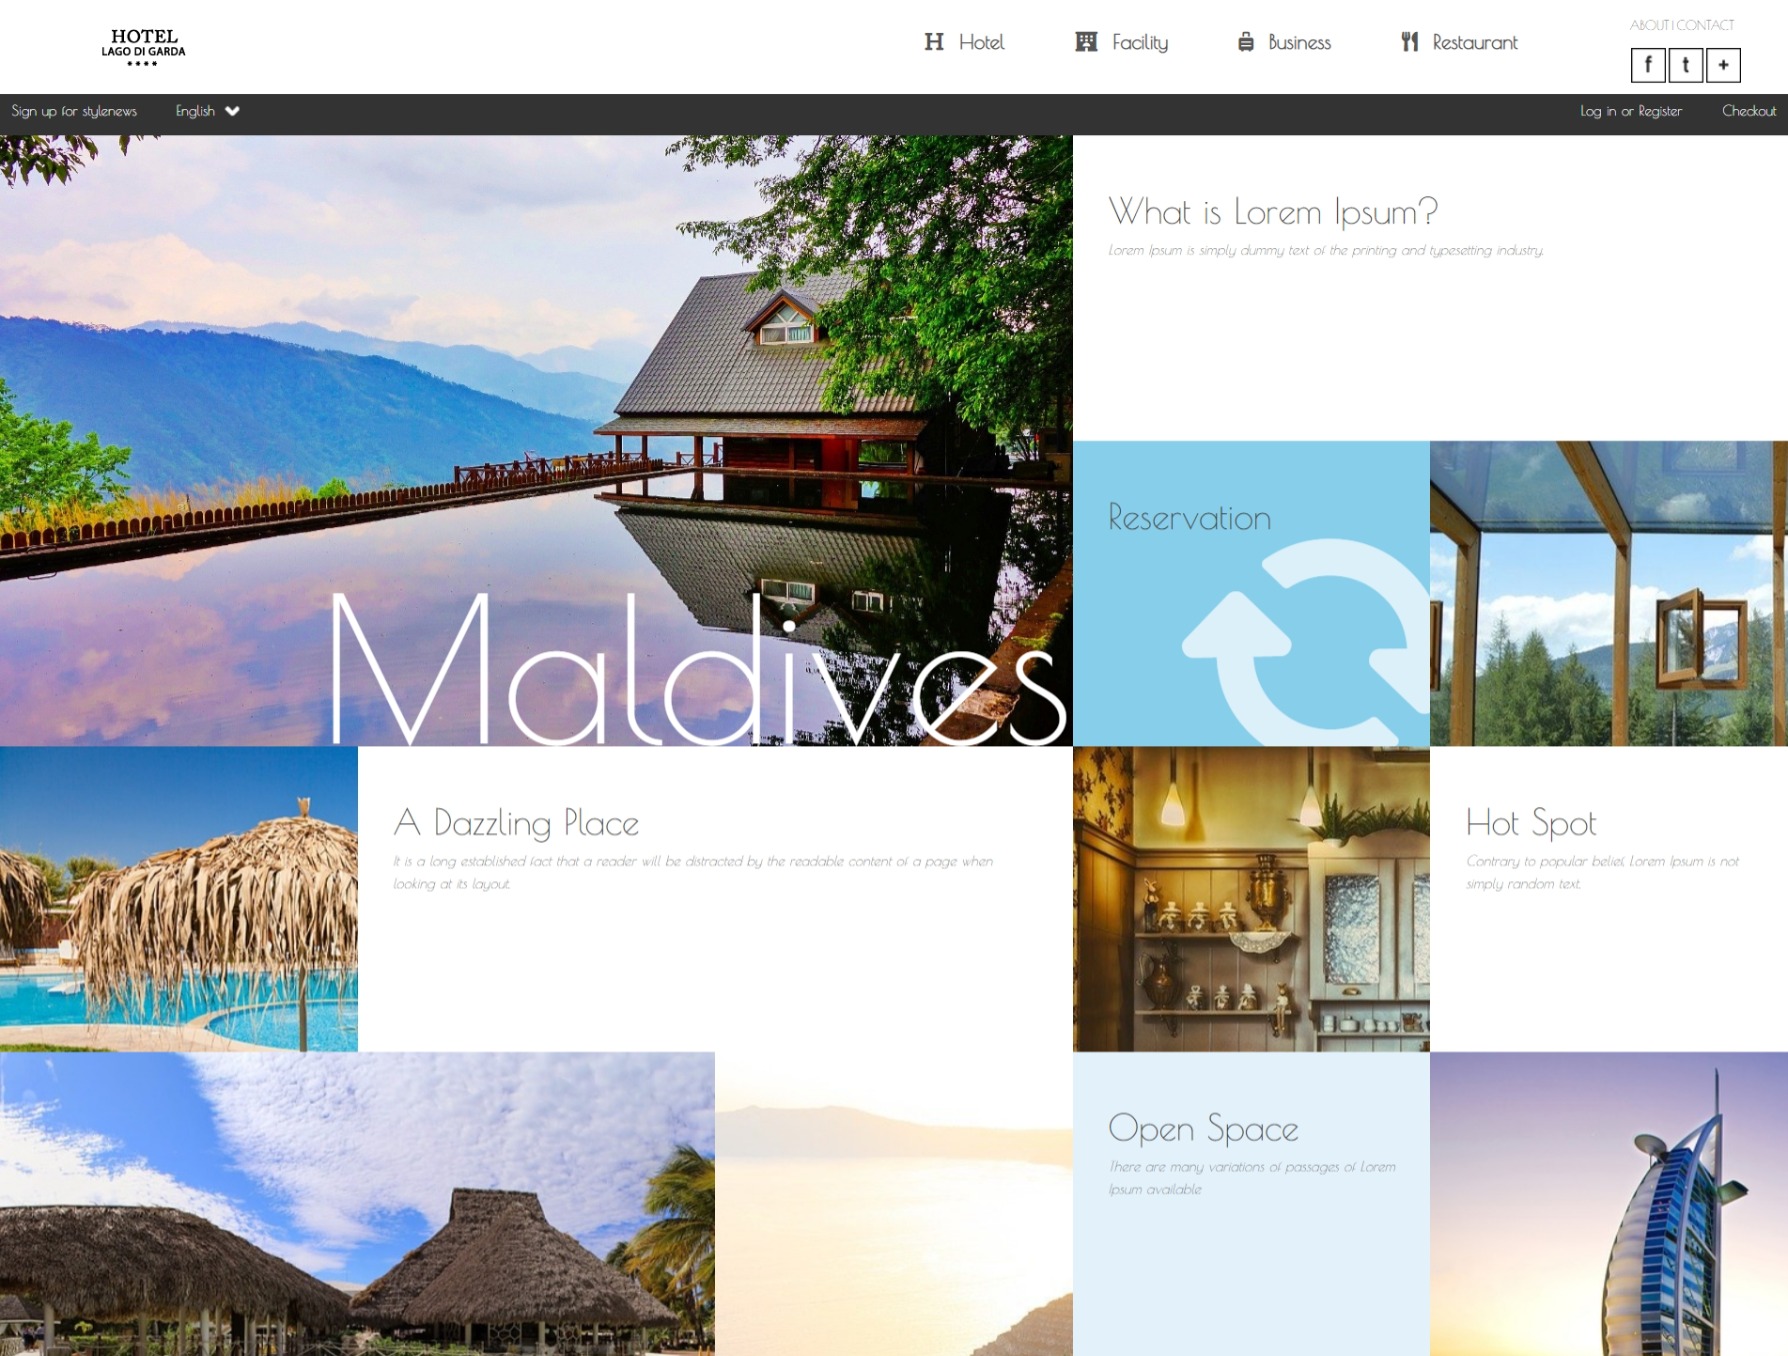 HOTEL
LAGO DI GARDA
Hotel
Facility
Business
Restaurant
ABOUT | CONTACT
f t +
Sign up for stylenews
English
Log in or Register
Checkout
What is Lorem Ipsum?
Lorem Ipsum is simply dummy text of the printing and typesetting industry.
Maldives
Reservation
A Dazzling Place
It is a long established fact that a reader will be distracted by the readable content of a page when
looking at its layout.
Hot Spot
Contrary to popular belief, Lorem Ipsum is not
simply random text.
Open Space
There are many variations of passages of Lorem
Ipsum available